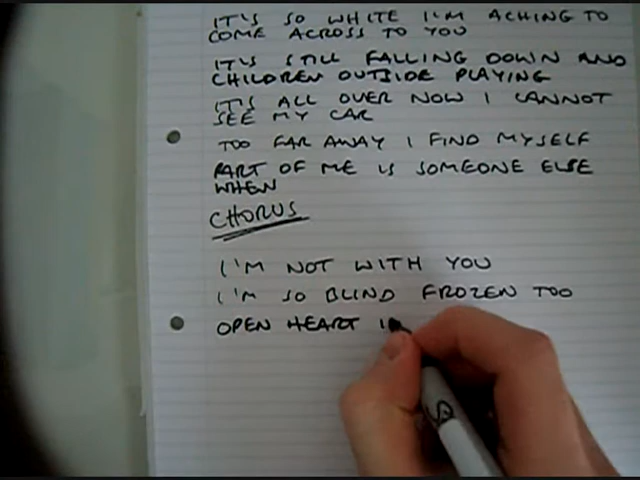 IT'S SO WHITE I'M ACHING TO
COME ACROSS TO YOU
IT'S STILL FALLING DOWN AND
CHILDREN OUTSIDE PLAYING
IT'S ALL OVER NOW I CANNOT
SEE MY CAR
TOO FAR AWAY I FIND MYSELF
PART OF ME IS SOMEONE ELSE
WHEN
CHORUS
I'M NOT WITH YOU
I'M SO BLIND FROZEN TOO
OPEN HEART